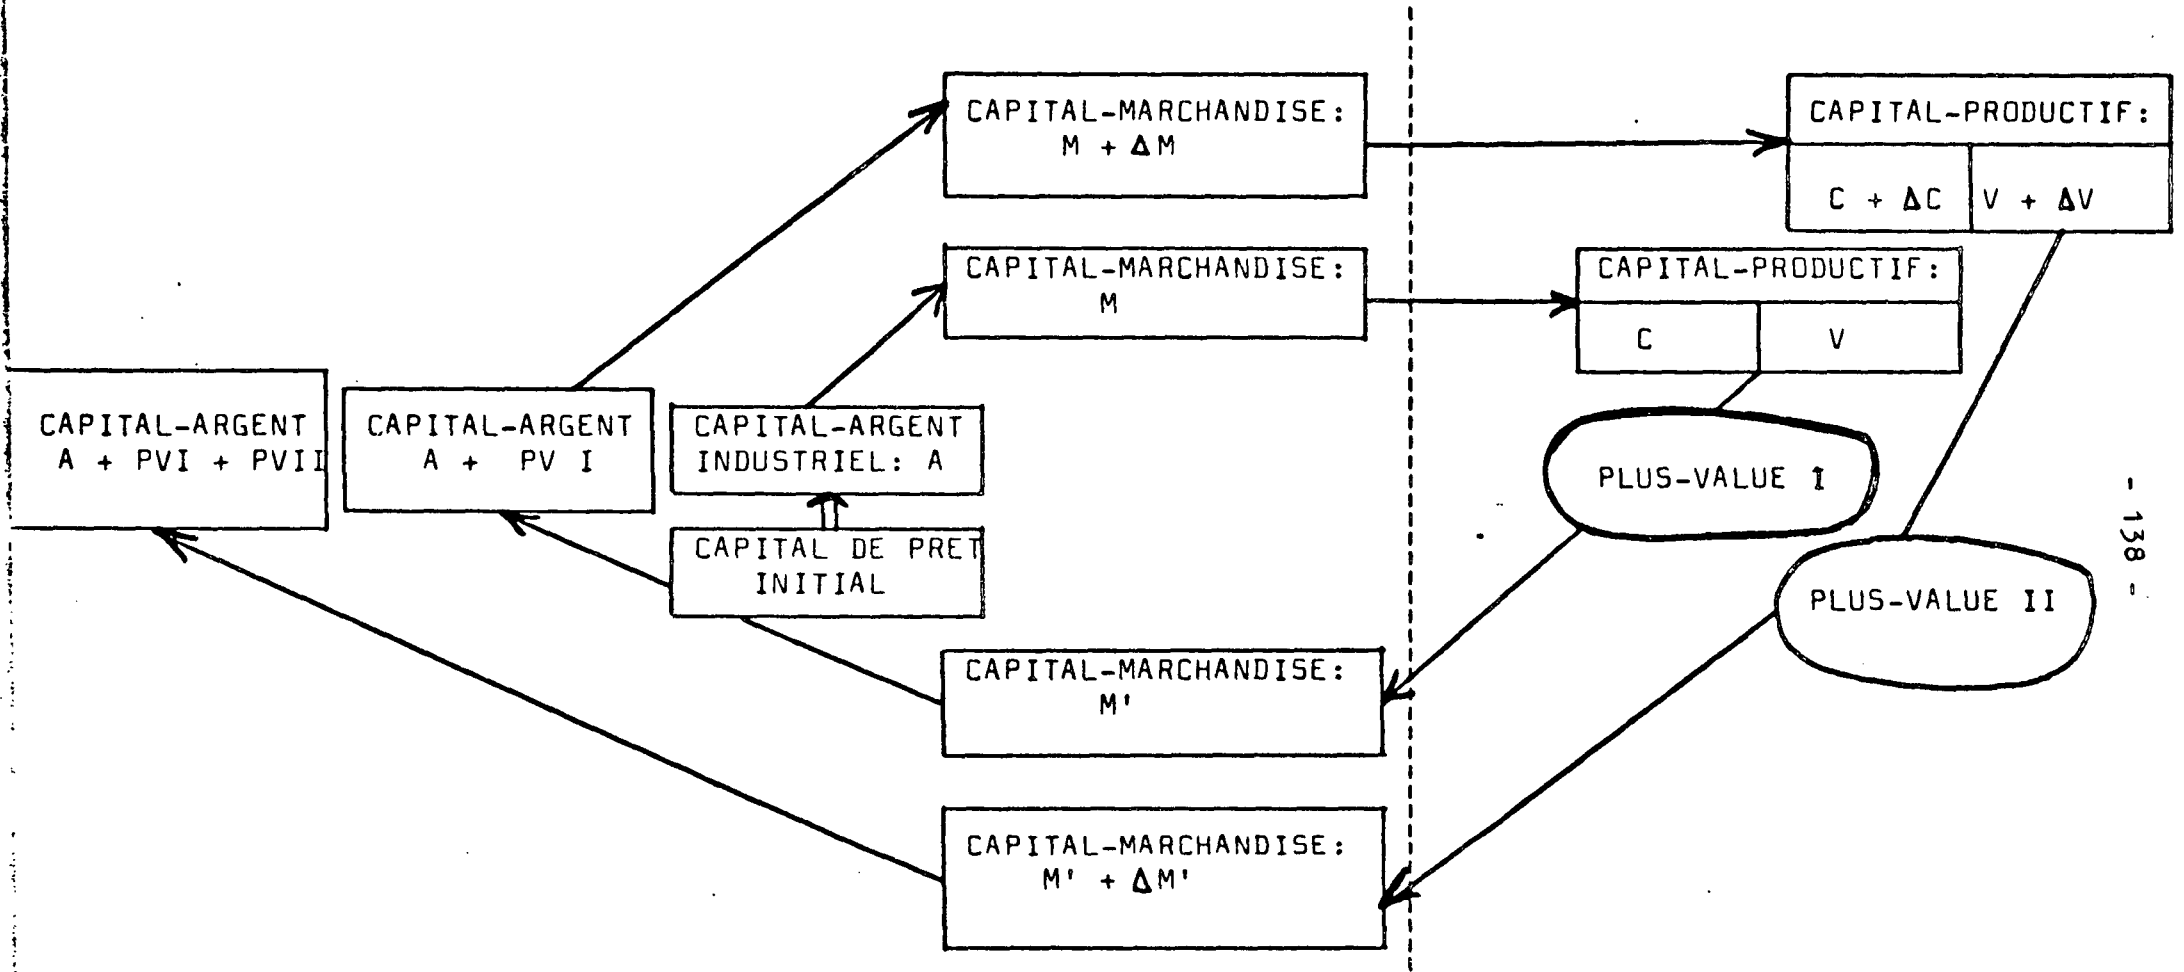 CAPITAL-MARCHANDISE:
M + ΔM
CAPITAL-PRODUCTIF:
C + ΔC
V + ΔV
CAPITAL-MARCHANDISE:
M
CAPITAL-PRODUCTIF:
C
V
CAPITAL-ARGENT
A + PVI + PVII
CAPITAL-ARGENT
A + PV I
CAPITAL-ARGENT
INDUSTRIEL: A
CAPITAL DE PRET
INITIAL
PLUS-VALUE I
PLUS-VALUE II
CAPITAL-MARCHANDISE:
M'
CAPITAL-MARCHANDISE:
M' + ΔM'
- 138 -